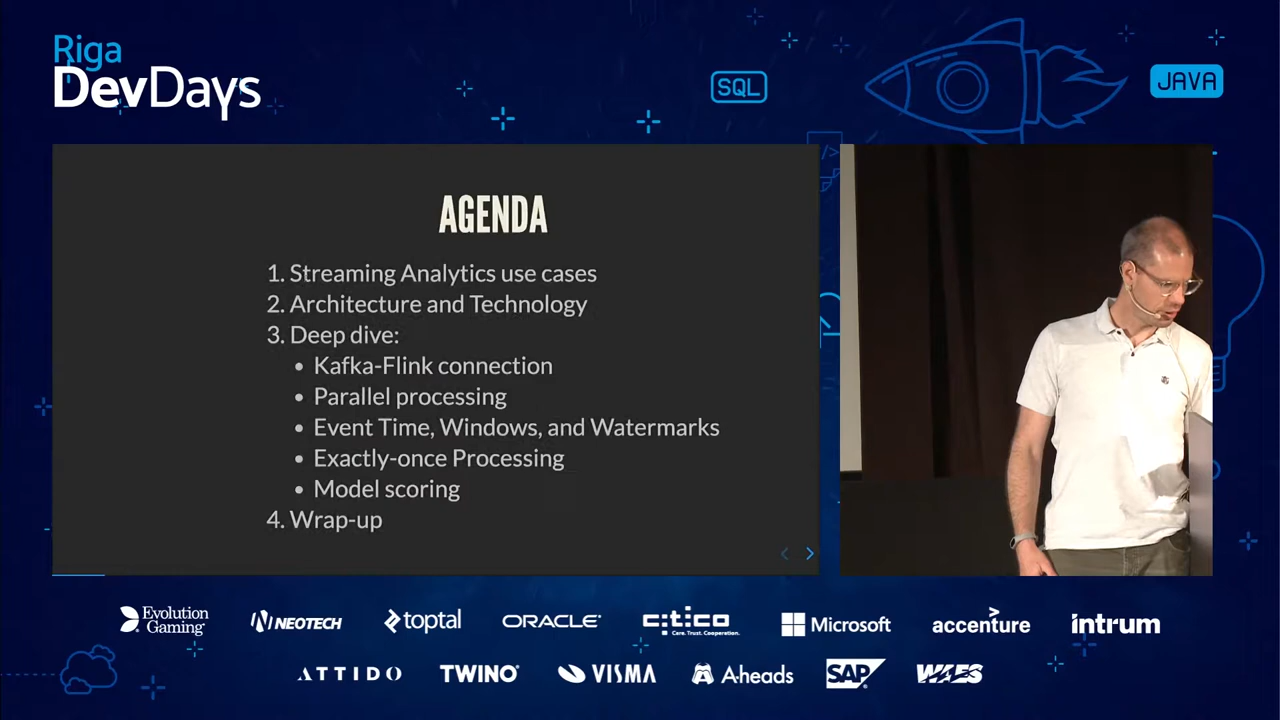 Riga
DevDays
SQL
JAVA
</>
AGENDA
1. Streaming Analytics use cases
2. Architecture and Technology
3. Deep dive:
• Kafka-Flink connection
• Parallel processing
• Event Time, Windows, and Watermarks
• Exactly-once Processing
• Model scoring
4. Wrap-up
Evolution Gaming
NEOTECH
toptal
ORACLE
citico
Care. Trust. Cooperation.
Microsoft
accenture
intrum
ATTIDO
TWINO
VISMA
A-heads
SAP
WAES